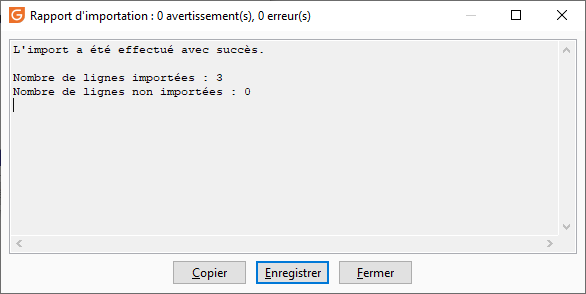 Rapport d'importation : 0 avertissement(s), 0 erreur(s)
L'import a été effectué avec succès.
Nombre de lignes importées : 3
Nombre de lignes non importées : 0
Copier
Enregistrer
Fermer